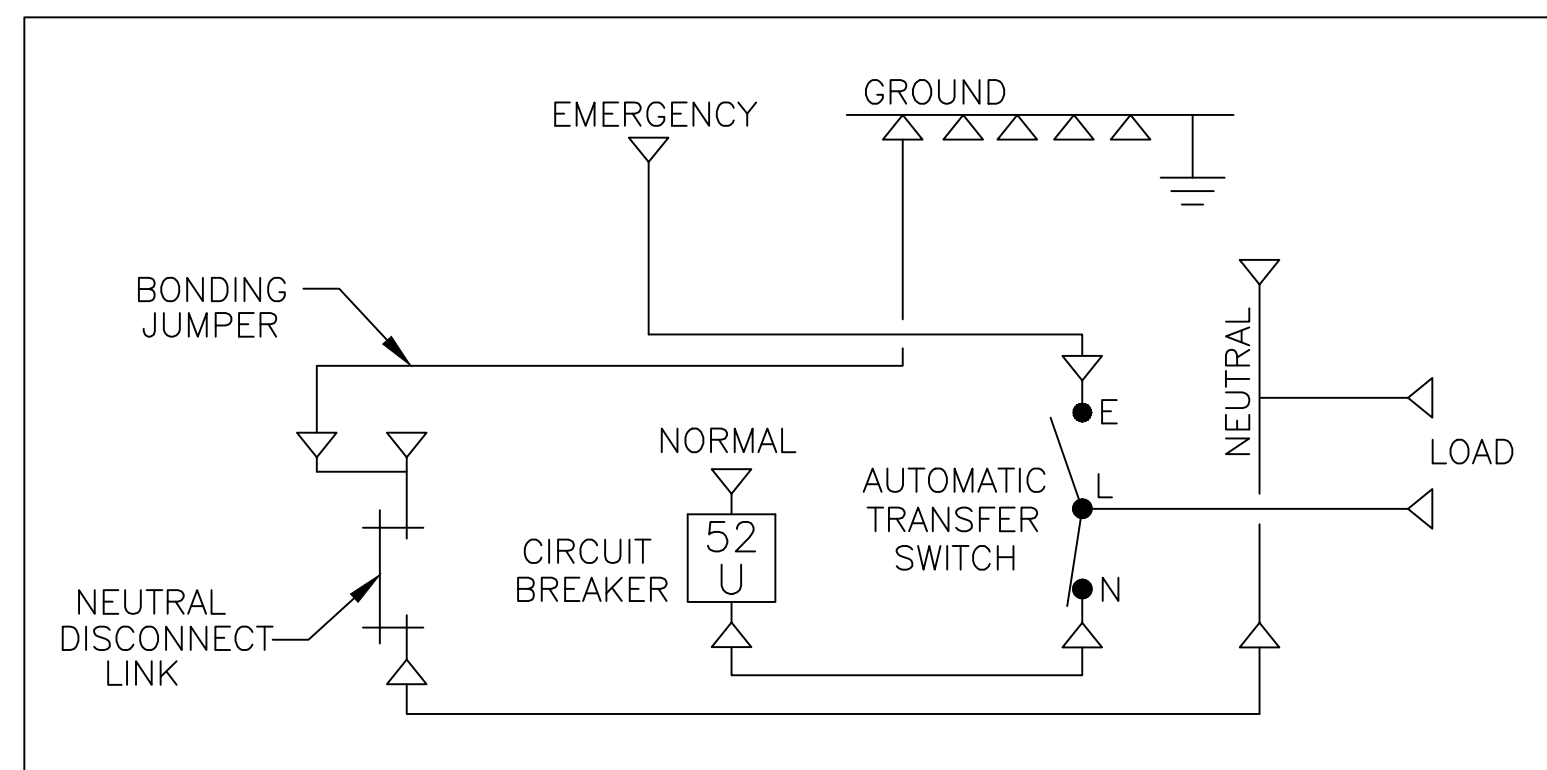 GROUND
EMERGENCY
BONDING
JUMPER
NEUTRAL
E
NORMAL
LOAD
AUTOMATIC
TRANSFER
SWITCH
L
52
U
CIRCUIT
BREAKER
N
NEUTRAL
DISCONNECT
LINK